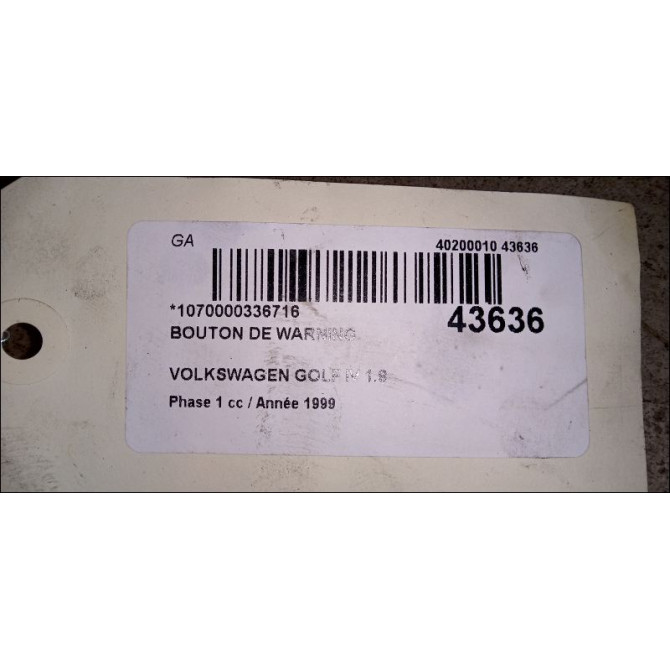 GA
40200010 43636
*1070000336716
43636
BOUTON DE WARNING
VOLKSWAGEN GOLF IV 1.9
Phase 1 cc / Année 1999